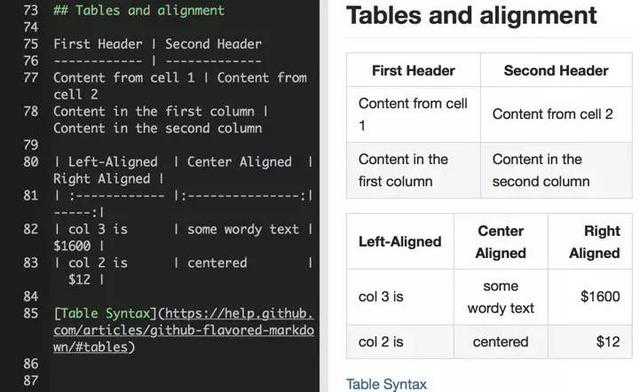 73 ## Tables and alignment
74
75 First Header | Second Header
76 ------------ | -------------
77 Content from cell 1 | Content from
cell 2
78 Content in the first column |
Content in the second column
79
80 | Left-Aligned | Center Aligned |
Right Aligned |
81 | :------------ |:---------------:|
-----:|
82 | col 3 is | some wordy text |
$1600 |
83 | col 2 is | centered |
$12 |
84
85 [Table Syntax](https://help.github.
com/articles/github-flavored-markdo
wn/#tables)
86
87
Tables and alignment
First Header Second Header
Content from cell
1
Content from cell 2
Content in the
first column
Content in the
second column
Left-Aligned
Center
Aligned
Right
Aligned
col 3 is
some
wordy text
$1600
col 2 is centered $12
Table Syntax